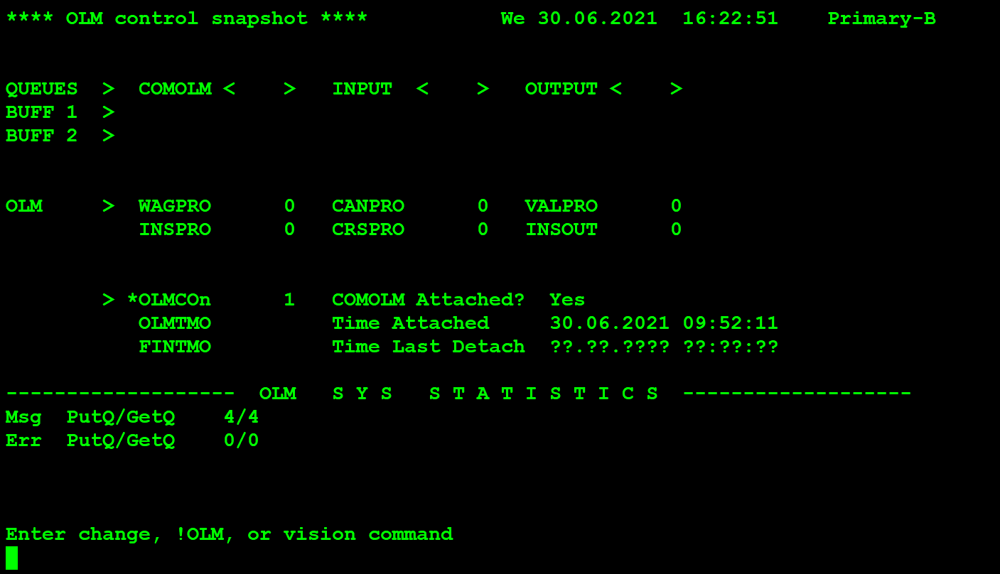 **** OLM control snapshot **** We 30.06.2021 16:22:51 Primary-B
QUEUES > COMOLM < > INPUT < > OUTPUT < >
BUFF 1 >
BUFF 2 >
OLM > WAGPRO 0 CANPRO 0 VALPRO 0
INSPRO 0 CRSPRO 0 INSOUT 0
> *OLMCOn 1 COMOLM Attached? Yes
OLMTMO Time Attached 30.06.2021 09:52:11
FINTMO Time Last Detach ??.??.???? ??:??:??
------------------- OLM S Y S S T A T I S T I C S -------------------
Msg PutQ/GetQ 4/4
Err PutQ/GetQ 0/0
Enter change, !OLM, or vision command